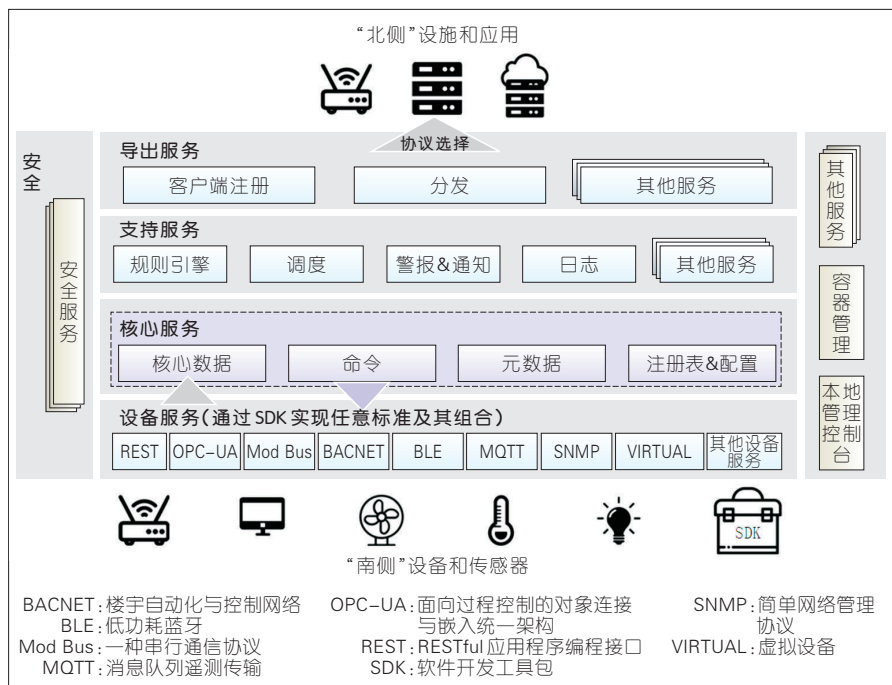 “北侧”设施和应用
安全
安全服务
导出服务
协议选择
客户端注册
分发
其他服务
支持服务
规则引擎
调度
警报&通知
日志
其他服务
核心服务
核心数据
命令
元数据
注册表&配置
设备服务(通过SDK实现任意标准及其组合)
REST
OPC-UA
Mod Bus
BACNET
BLE
MQTT
SNMP
VIRTUAL
其他设备
服务
其他服务
容器管理
本地
管理
控制
台
SDK
“南侧”设备和传感器
BACNET:楼宇自动化与控制网络
BLE:低功耗蓝牙
Mod Bus:一种串行通信协议
MQTT:消息队列遥测传输
OPC-UA:面向过程控制的对象连接
与嵌入统一架构
REST:RESTful应用程序编程接口
SDK:软件开发工具包
SNMP:简单网络管理
协议
VIRTUAL:虚拟设备